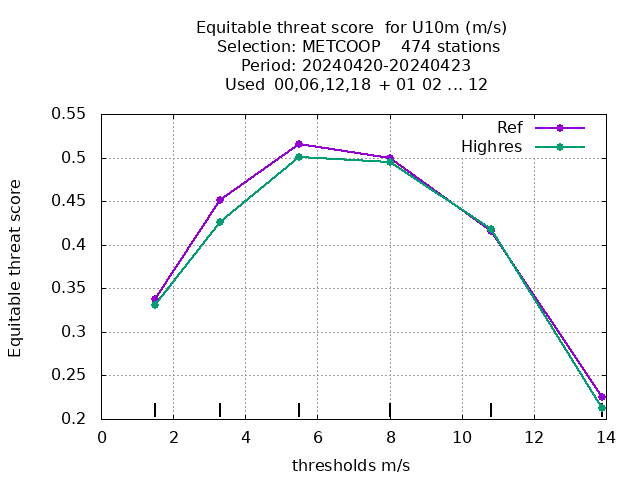 Equitable threat score  for U10m (m/s)
Selection: METCOOP    474 stations
Period: 20240420-20240423
Used  00,06,12,18  + 01 02 ... 12
Ref
Highres
0.55
0.5
0.45
0.4
0.35
0.3
0.25
0.2
Equitable threat score
0 2 4 6 8 10 12 14
thresholds m/s